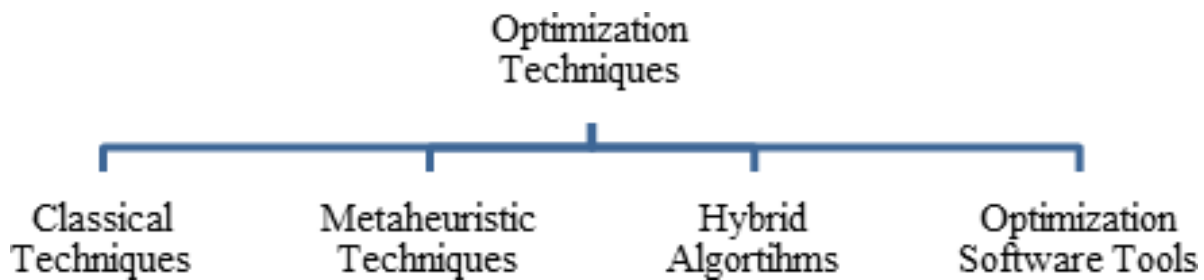 Optimization
Techniques
Classical
Techniques
Metaheuristic
Techniques
Hybrid
Algortihms
Optimization
Software Tools